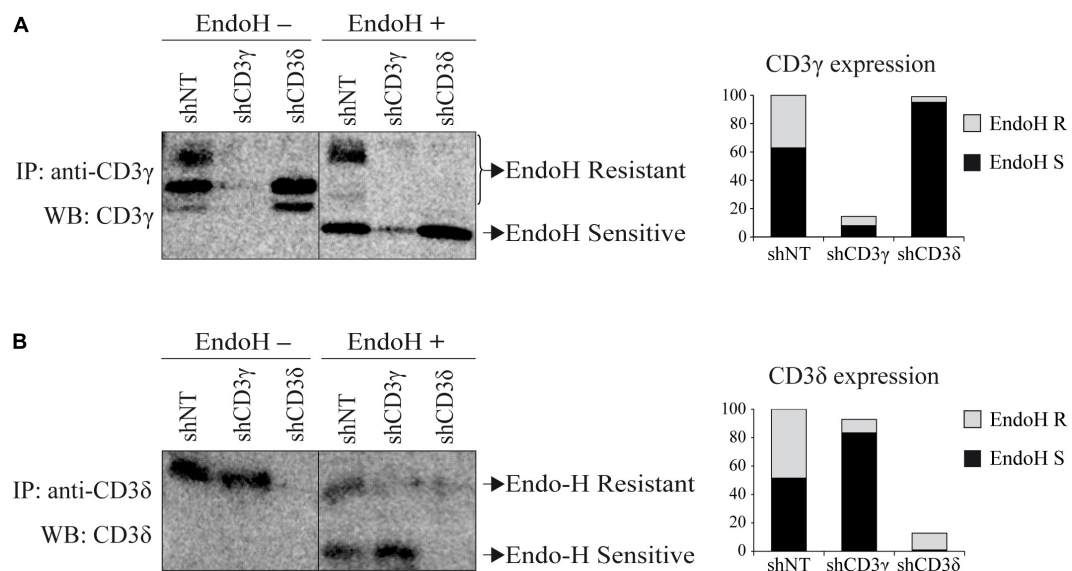 A
EndoH – EndoH +
shNT shCD3γ shCD3δ shNT shCD3γ shCD3δ
IP: anti-CD3γ
WB: CD3γ
EndoH Resistant
EndoH Sensitive
CD3γ expression
100
80
60
40
20
0
shNT shCD3γ shCD3δ
EndoH R
EndoH S
B
EndoH – EndoH +
shNT shCD3γ shCD3δ shNT shCD3γ shCD3δ
IP: anti-CD3δ
WB: CD3δ
Endo-H Resistant
Endo-H Sensitive
CD3δ expression
100
80
60
40
20
0
shNT shCD3γ shCD3δ
EndoH R
EndoH S